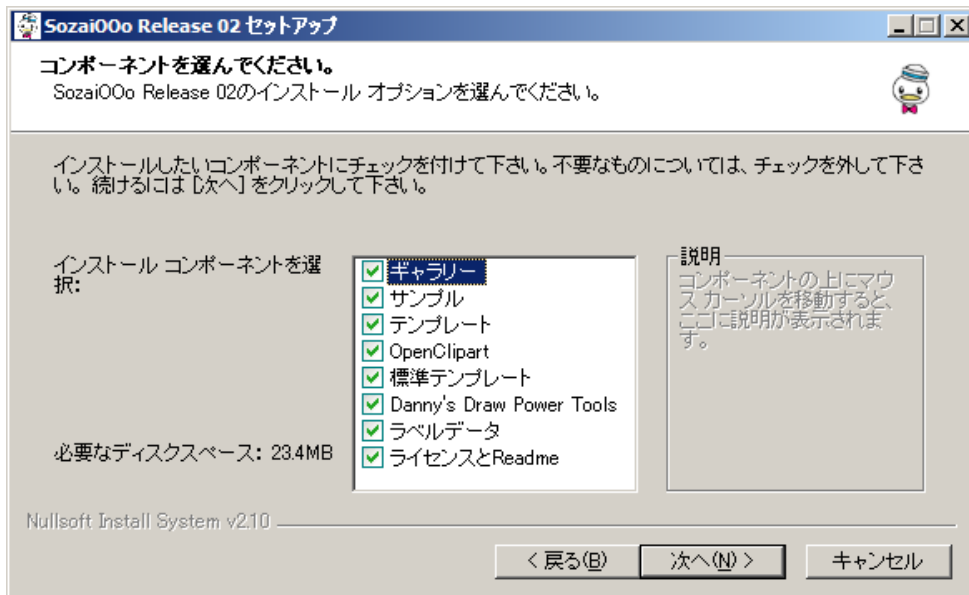 SozaiOOo Release 02 セットアップ
コンポーネントを選んでください。
SozaiOOo Release 02のインストール オプションを選んでください。
インストールしたいコンポーネントにチェックを付けて下さい。不要なものについては、チェックを外して下さ
い。続けるには [次へ] をクリックして下さい。
インストール コンポーネントを選
択:
ギャラリー
サンプル
テンプレート
OpenClipart
標準テンプレート
Danny's Draw Power Tools
ラベルデータ
ライセンスとReadme
説明
コンポーネントの上にマウ
ス カーソルを移動すると、
ここに説明が表示されま
す。
必要なディスクスペース: 23.4MB
Nullsoft Install System v2.10
< 戻る(B)
次へ(N) >
キャンセル